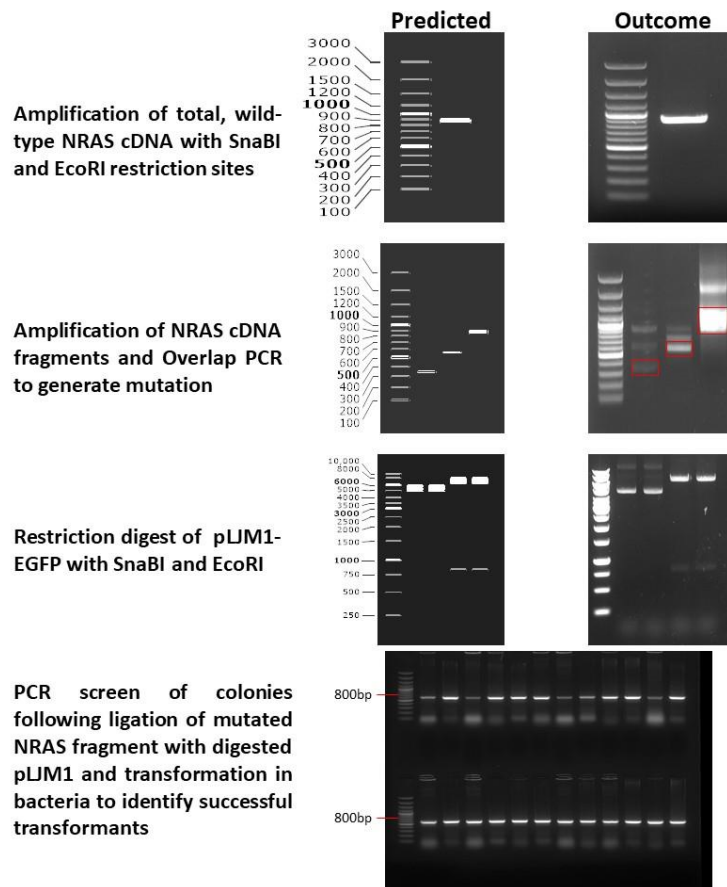 Predicted
Outcome
Amplification of total, wild-
type NRAS cDNA with SnaBI
and EcoRI restriction sites
3000
2000
1500
1200
1000
900
800
700
600
500
400
300
200
100
Amplification of NRAS cDNA
fragments and Overlap PCR
to generate mutation
3000
2000
1500
1200
1000
900
800
700
600
500
400
300
200
100
Restriction digest of pLJM1-
EGFP with SnaBI and EcoRI
10,000
8000
6000
5000
4000
3500
3000
2500
2000
1500
1000
750
500
250
PCR screen of colonies
following ligation of mutated
NRAS fragment with digested
pLJM1 and transformation in
bacteria to identify successful
transformants
800bp
800bp